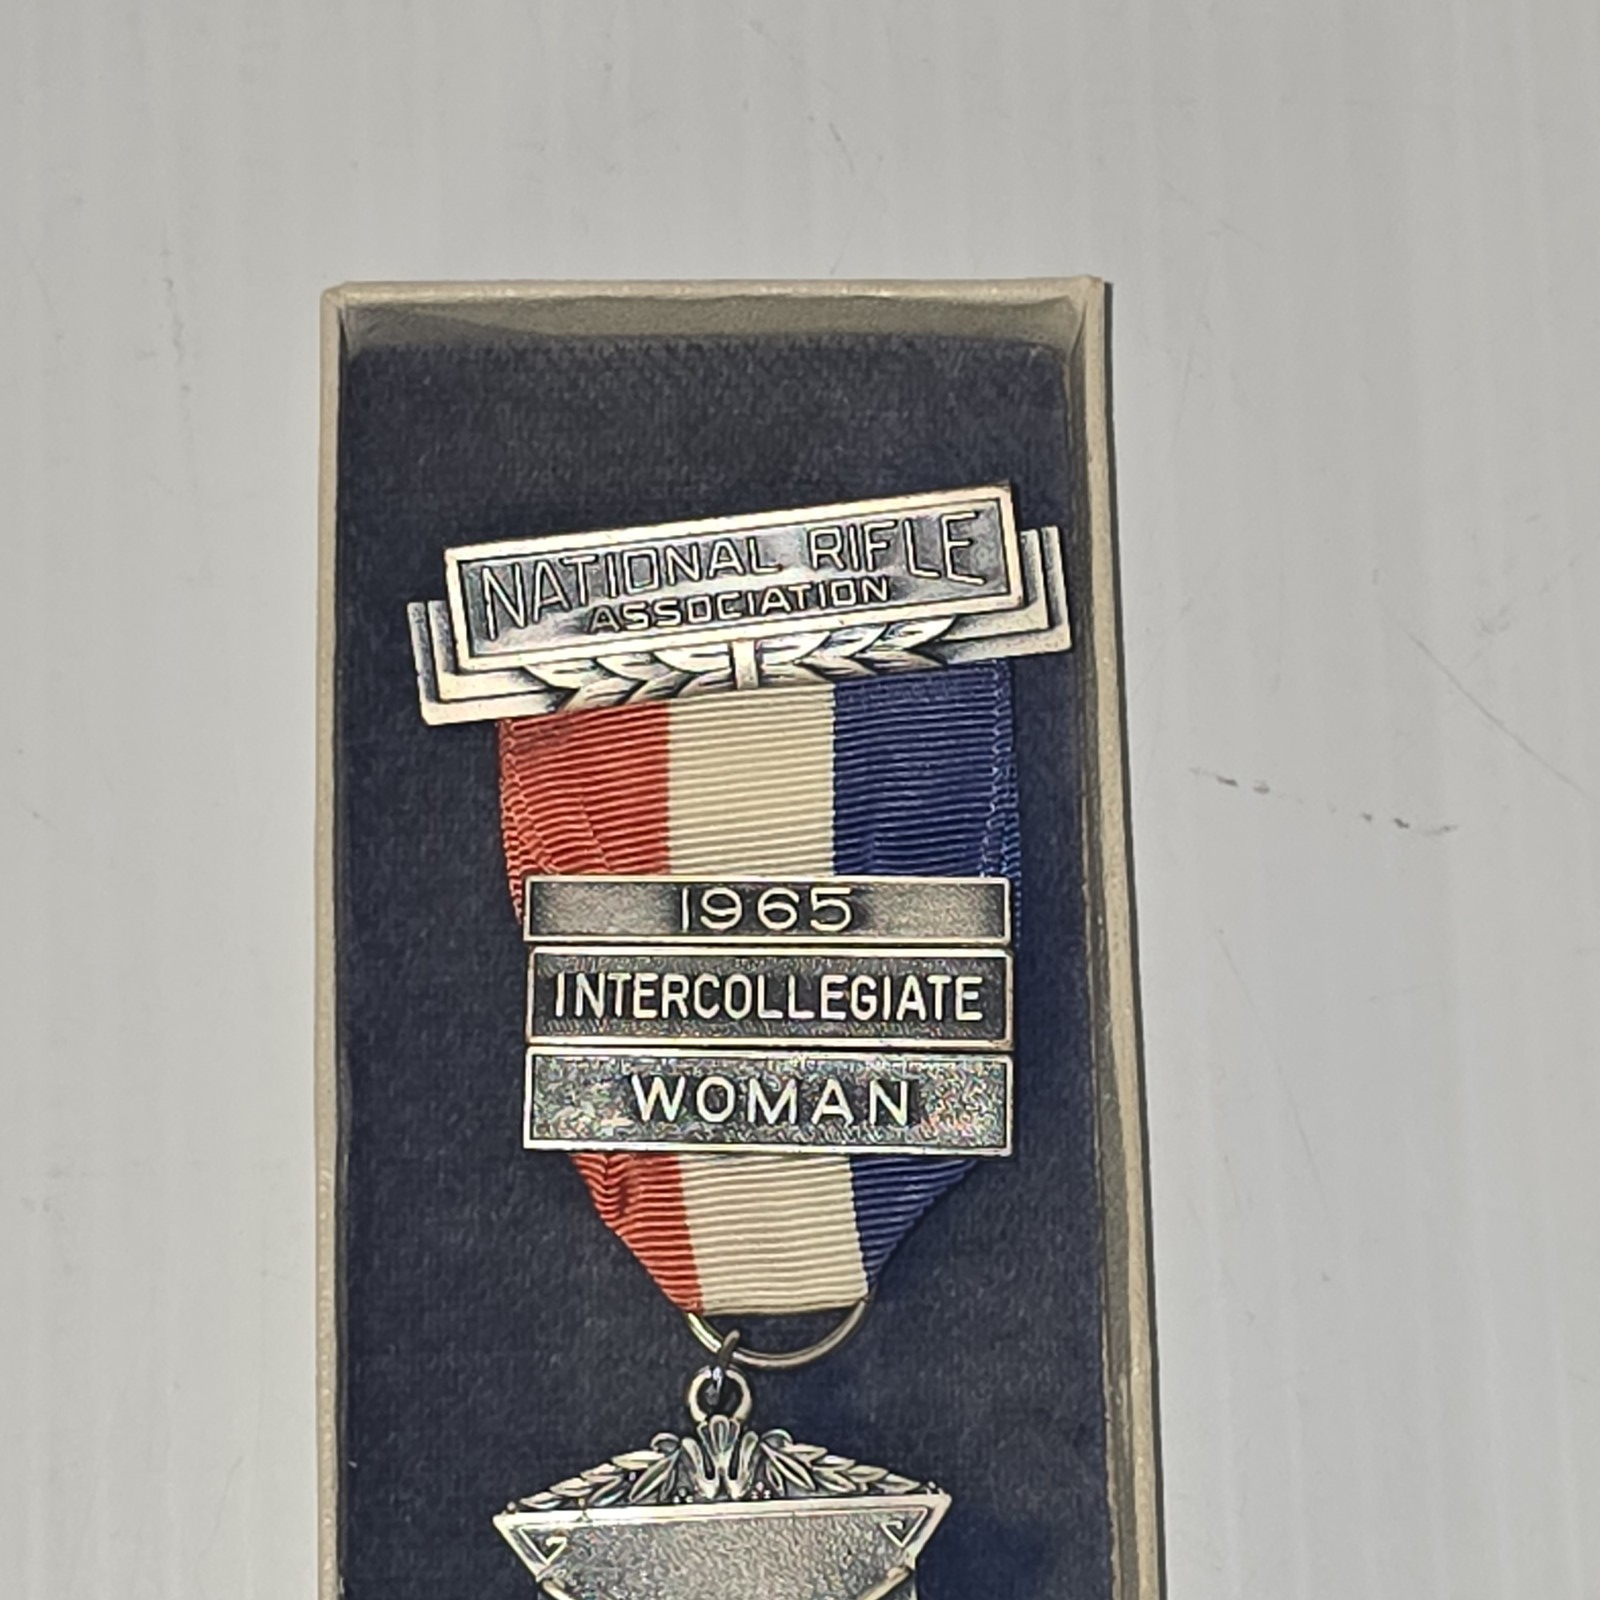 NATIONAL RIFLE
ASSOCIATION
1965
INTERCOLLEGIATE
WOMAN